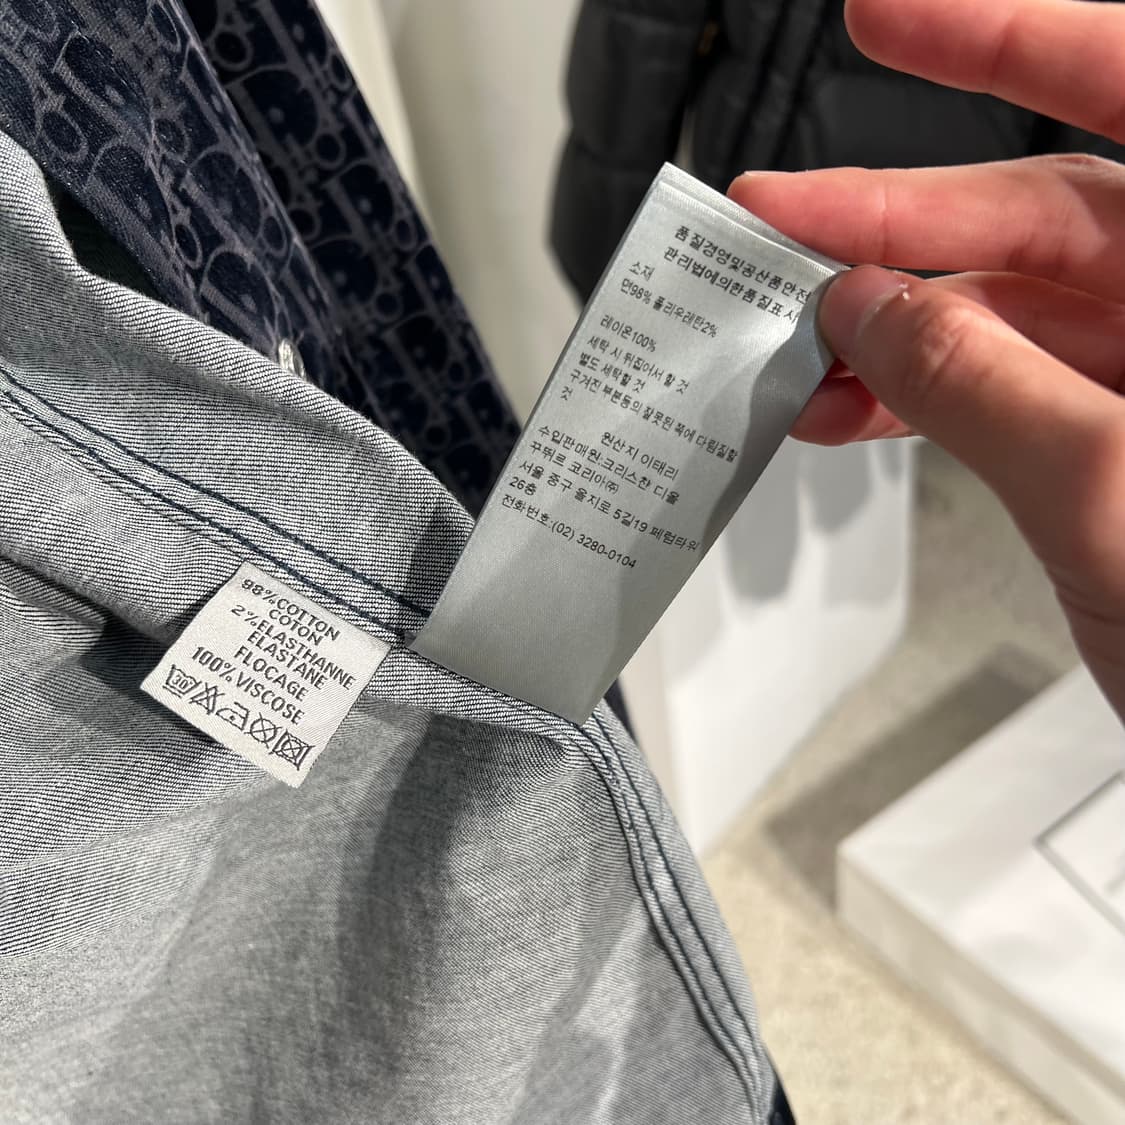 품질경영및공산품안전
관리법에의한품질표시
소재
면98% 폴리우레탄2%
레이온100%
세탁 시 뒤집어서 할 것
별도 세탁할 것
구겨진 부분등의 잘못된쪽에 다림질할
것
원산지 이태리
수입판매원:크리스챤 디올
꾸뛰르 코리아㈜
서울 중구 을지로 5길19 페럼타워
26층
전화번호:(02) 3280-0104
98%COTTON
COTON
2%ELASTHANNE
ELASTANE
FLOCAGE
100% VISCOSE
30